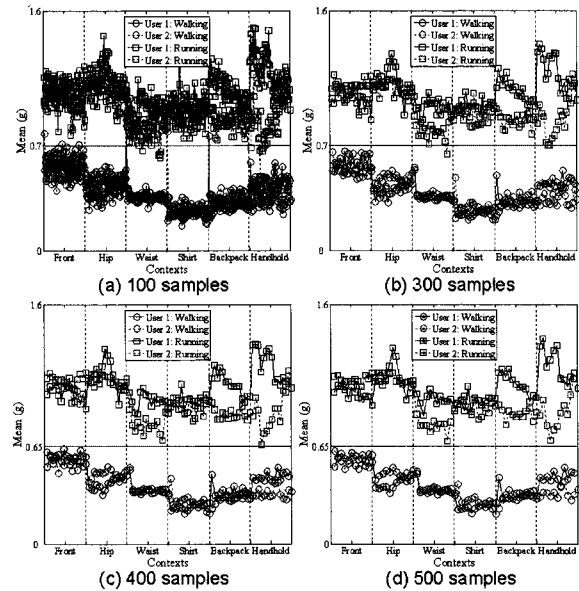 1.6
User 1: Walking
User 2: Walking
User 1: Running
User 2: Running
Mean (g)
0.7
0
Front Hip Waist Shirt Backpack Handhold
Contexts
(a) 100 samples
1.6
User 1: Walking
User 2: Walking
User 1: Running
User 2: Running
Mean (g)
0.7
0
Front Hip Waist Shirt Backpack Handhold
Contexts
(b) 300 samples
1.6
User 1: Walking
User 2: Walking
User 1: Running
User 2: Running
Mean (g)
0.65
0
Front Hip Waist Shirt Backpack Handhold
Contexts
(c) 400 samples
1.6
User 1: Walking
User 2: Walking
User 1: Running
User 2: Running
Mean (g)
0.65
0
Front Hip Waist Shirt Backpack Handhold
Contexts
(d) 500 samples